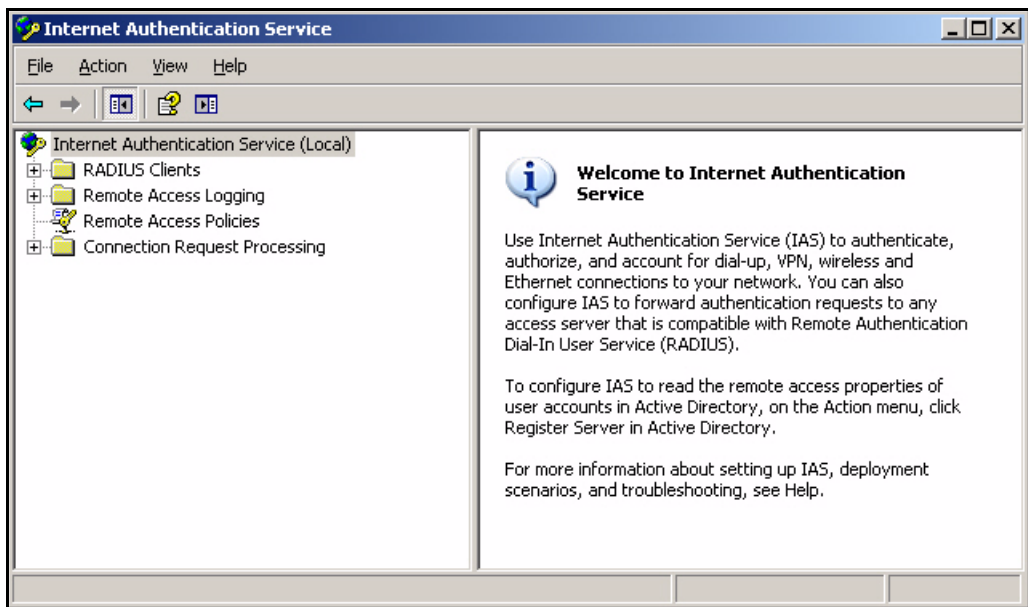 Internet Authentication Service
File Action View Help
Internet Authentication Service (Local)
RADIUS Clients
Remote Access Logging
Remote Access Policies
Connection Request Processing
Welcome to Internet Authentication
Service
Use Internet Authentication Service (IAS) to authenticate,
authorize, and account for dial-up, VPN, wireless and
Ethernet connections to your network. You can also
configure IAS to forward authentication requests to any
access server that is compatible with Remote Authentication
Dial-In User Service (RADIUS).
To configure IAS to read the remote access properties of
user accounts in Active Directory, on the Action menu, click
Register Server in Active Directory.
For more information about setting up IAS, deployment
scenarios, and troubleshooting, see Help.